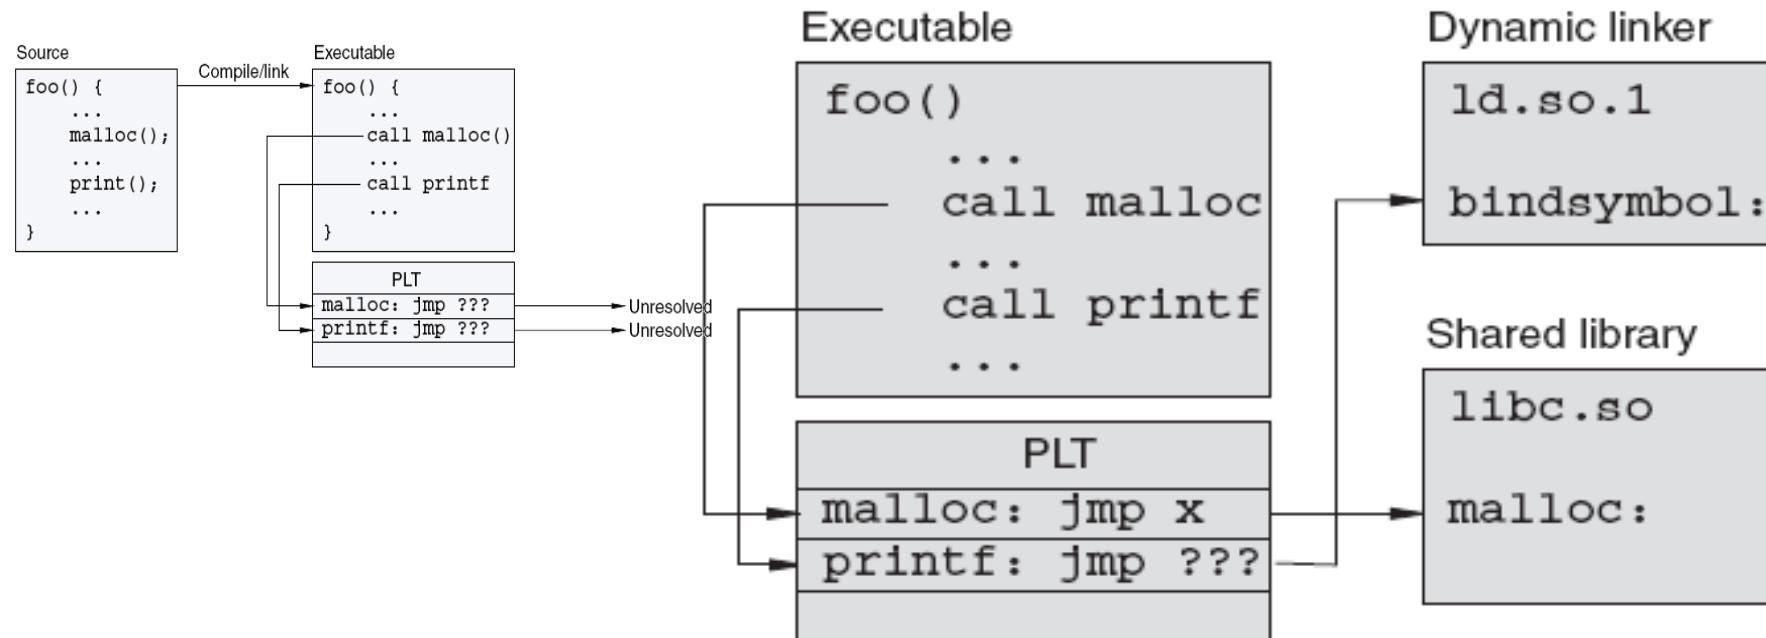 Source
foo() {
...
malloc();
...
print();
...
}
Compile/link
Executable
foo() {
...
call malloc()
...
call printf
...
}
PLT
malloc: jmp ???
printf: jmp ???
Unresolved
Unresolved
Executable
foo()
...
call malloc
...
call printf
...
PLT
malloc: jmp x
printf: jmp ???
Dynamic linker
ld.so.1
bindsymbol:
Shared library
libc.so
malloc: